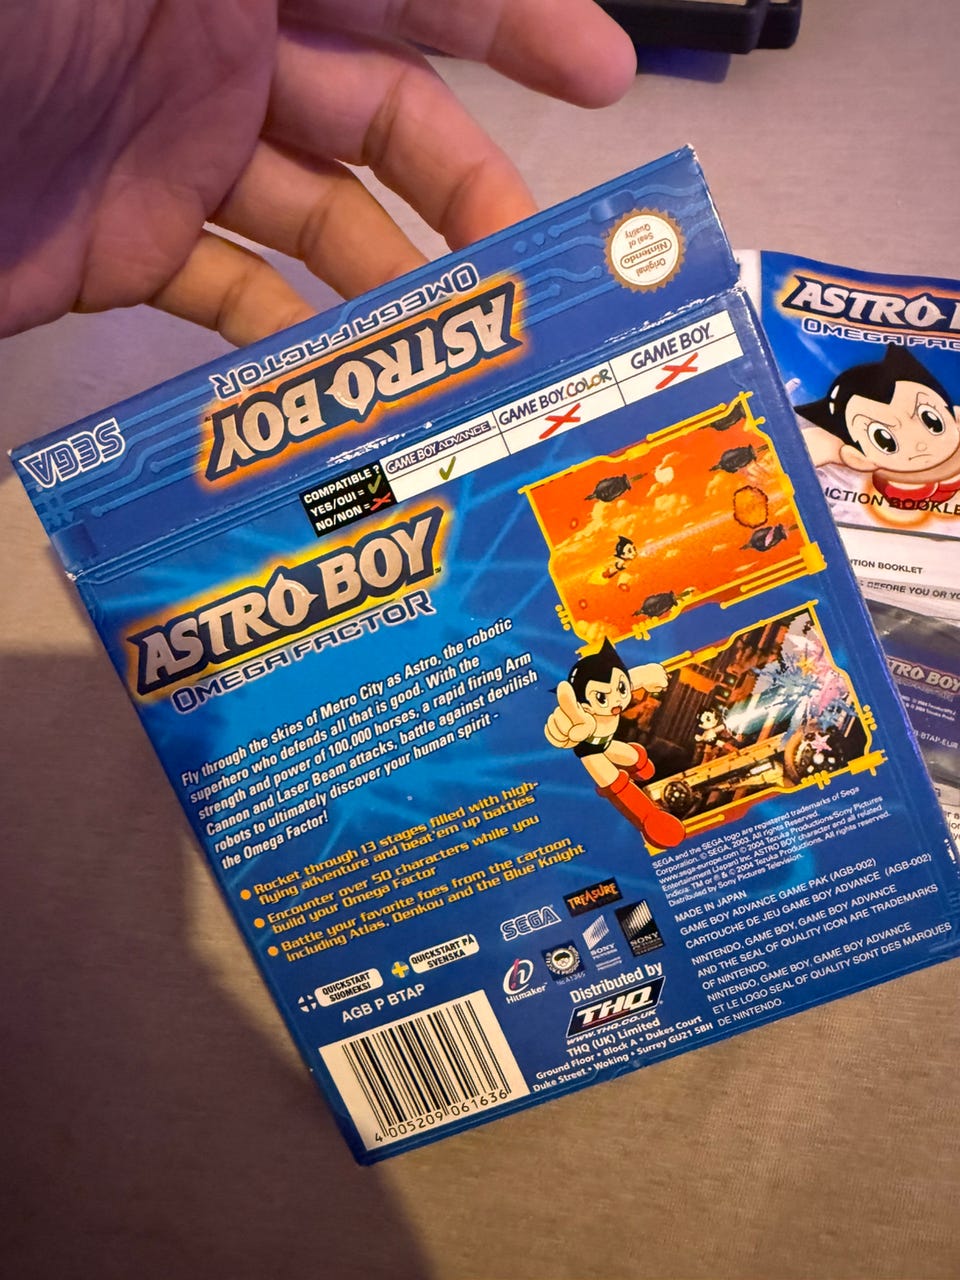 Original
Nintendo
Seal of
Quality
ASTRO BOY
OMEGA FACTOR
SEGA
COMPATIBLE ?
YES/OUI =
NO/NON =
GAME BOY ADVANCE™
GAME BOY COLOR
GAME BOY™
ASTRO BOY™
OMEGA FACTOR
Fly through the skies of Metro City as Astro, the robotic
superhero who defends all that is good. With the
strength and power of 100,000 horses, a rapid firing Arm
Cannon and Laser Beam attacks, battle against devilish
robots to ultimately discover your human spirit -
the Omega Factor!
• Rocket through 13 stages filled with high-
flying adventure and beat'em up battles
• Encounter over 50 characters while you
build your Omega Factor
• Battle your favorite foes from the cartoon
including Atlas, Denkou and the Blue Knight
QUICKSTART
SUOMEKSI
QUICKSTART PÅ
SVENSKA
AGB P BTAP
4 005209 061636
SEGA
TREASURE
Hitmaker
SONY
SONY
Distributed by
THQ
WWW.THQ.CO.UK
THQ (UK) Limited
Ground Floor • Block A • Dukes Court
Duke Street • Woking • Surrey GU21 5BH
SEGA and the SEGA logo are registered trademarks of Sega
Corporation. © SEGA, 2003. All rights Reserved.
www.sega-europe.com © 2004 Tezuka Productions/Sony Pictures
Entertainment (Japan) Inc. ASTRO BOY character and all related
Indicia: TM or ® & © 2004 Tezuka Productions. All rights reserved.
Distributed by Sony Pictures Television.
MADE IN JAPAN
GAME BOY ADVANCE GAME PAK (AGB-002)
CARTOUCHE DE JEU GAME BOY ADVANCE (AGB-002)
NINTENDO, GAME BOY, GAME BOY ADVANCE
AND THE SEAL OF QUALITY ICON ARE TRADEMARKS
OF NINTENDO.
NINTENDO, GAME BOY, GAME BOY ADVANCE
ET LE LOGO SEAL OF QUALITY SONT DES MARQUES
DE NINTENDO.
ASTRO
OMEGA FAC
UCTION BOOKLE
TION BOOKLET
BEFORE YOU OR YO
ASTRO BOY
BTAP-EUR